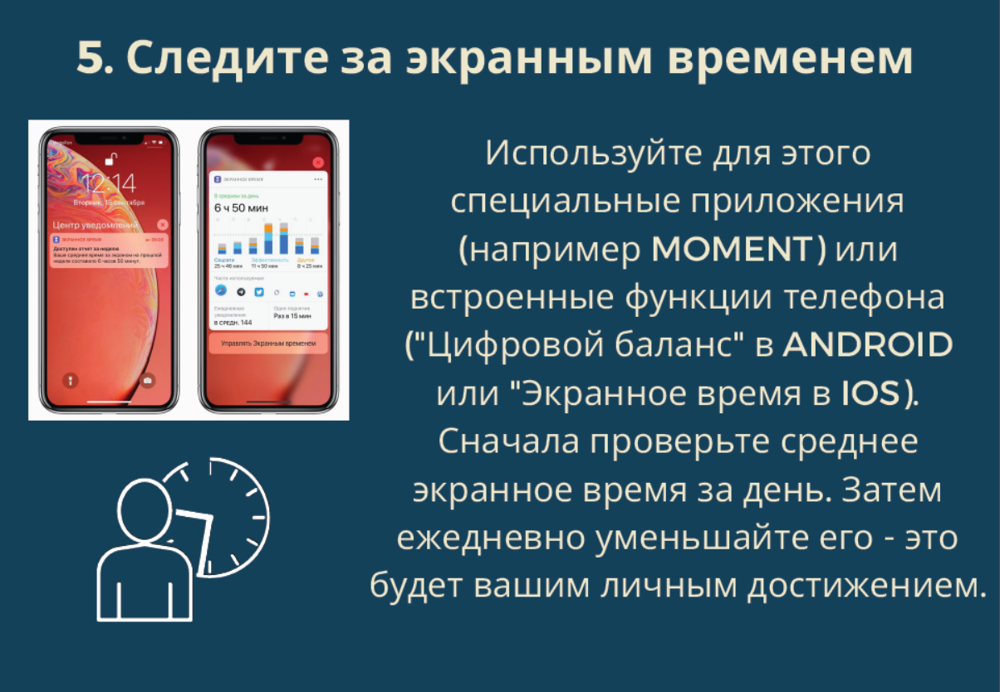 5. Следите за экранным временем
MegaFon
12:14
Вторник, 18 сентября
Центр уведомлений
ЭКРАННОЕ ВРЕМЯ
Доступен отчет за неделю
Ваше среднее время за экраном на прошлой
неделе составило 6 часов 50 минут.
ЭКРАННОЕ ВРЕМЯ
В среднем за день
6 ч 50 мин
Соцсети Эффективность Другое
25 ч 46 мин 11 ч 50 мин 8 ч 25 мин
Часто используемые
Ежедневные Одно поднятие
уведомления Раз в 15 мин
в средн. 144
Управлять Экранным временем
Используйте для этого
специальные приложения
(например MOMENT) или
встроенные функции телефона
("Цифровой баланс" в ANDROID
или "Экранное время в IOS).
Сначала проверьте среднее
экранное время за день. Затем
ежедневно уменьшайте его - это
будет вашим личным достижением.